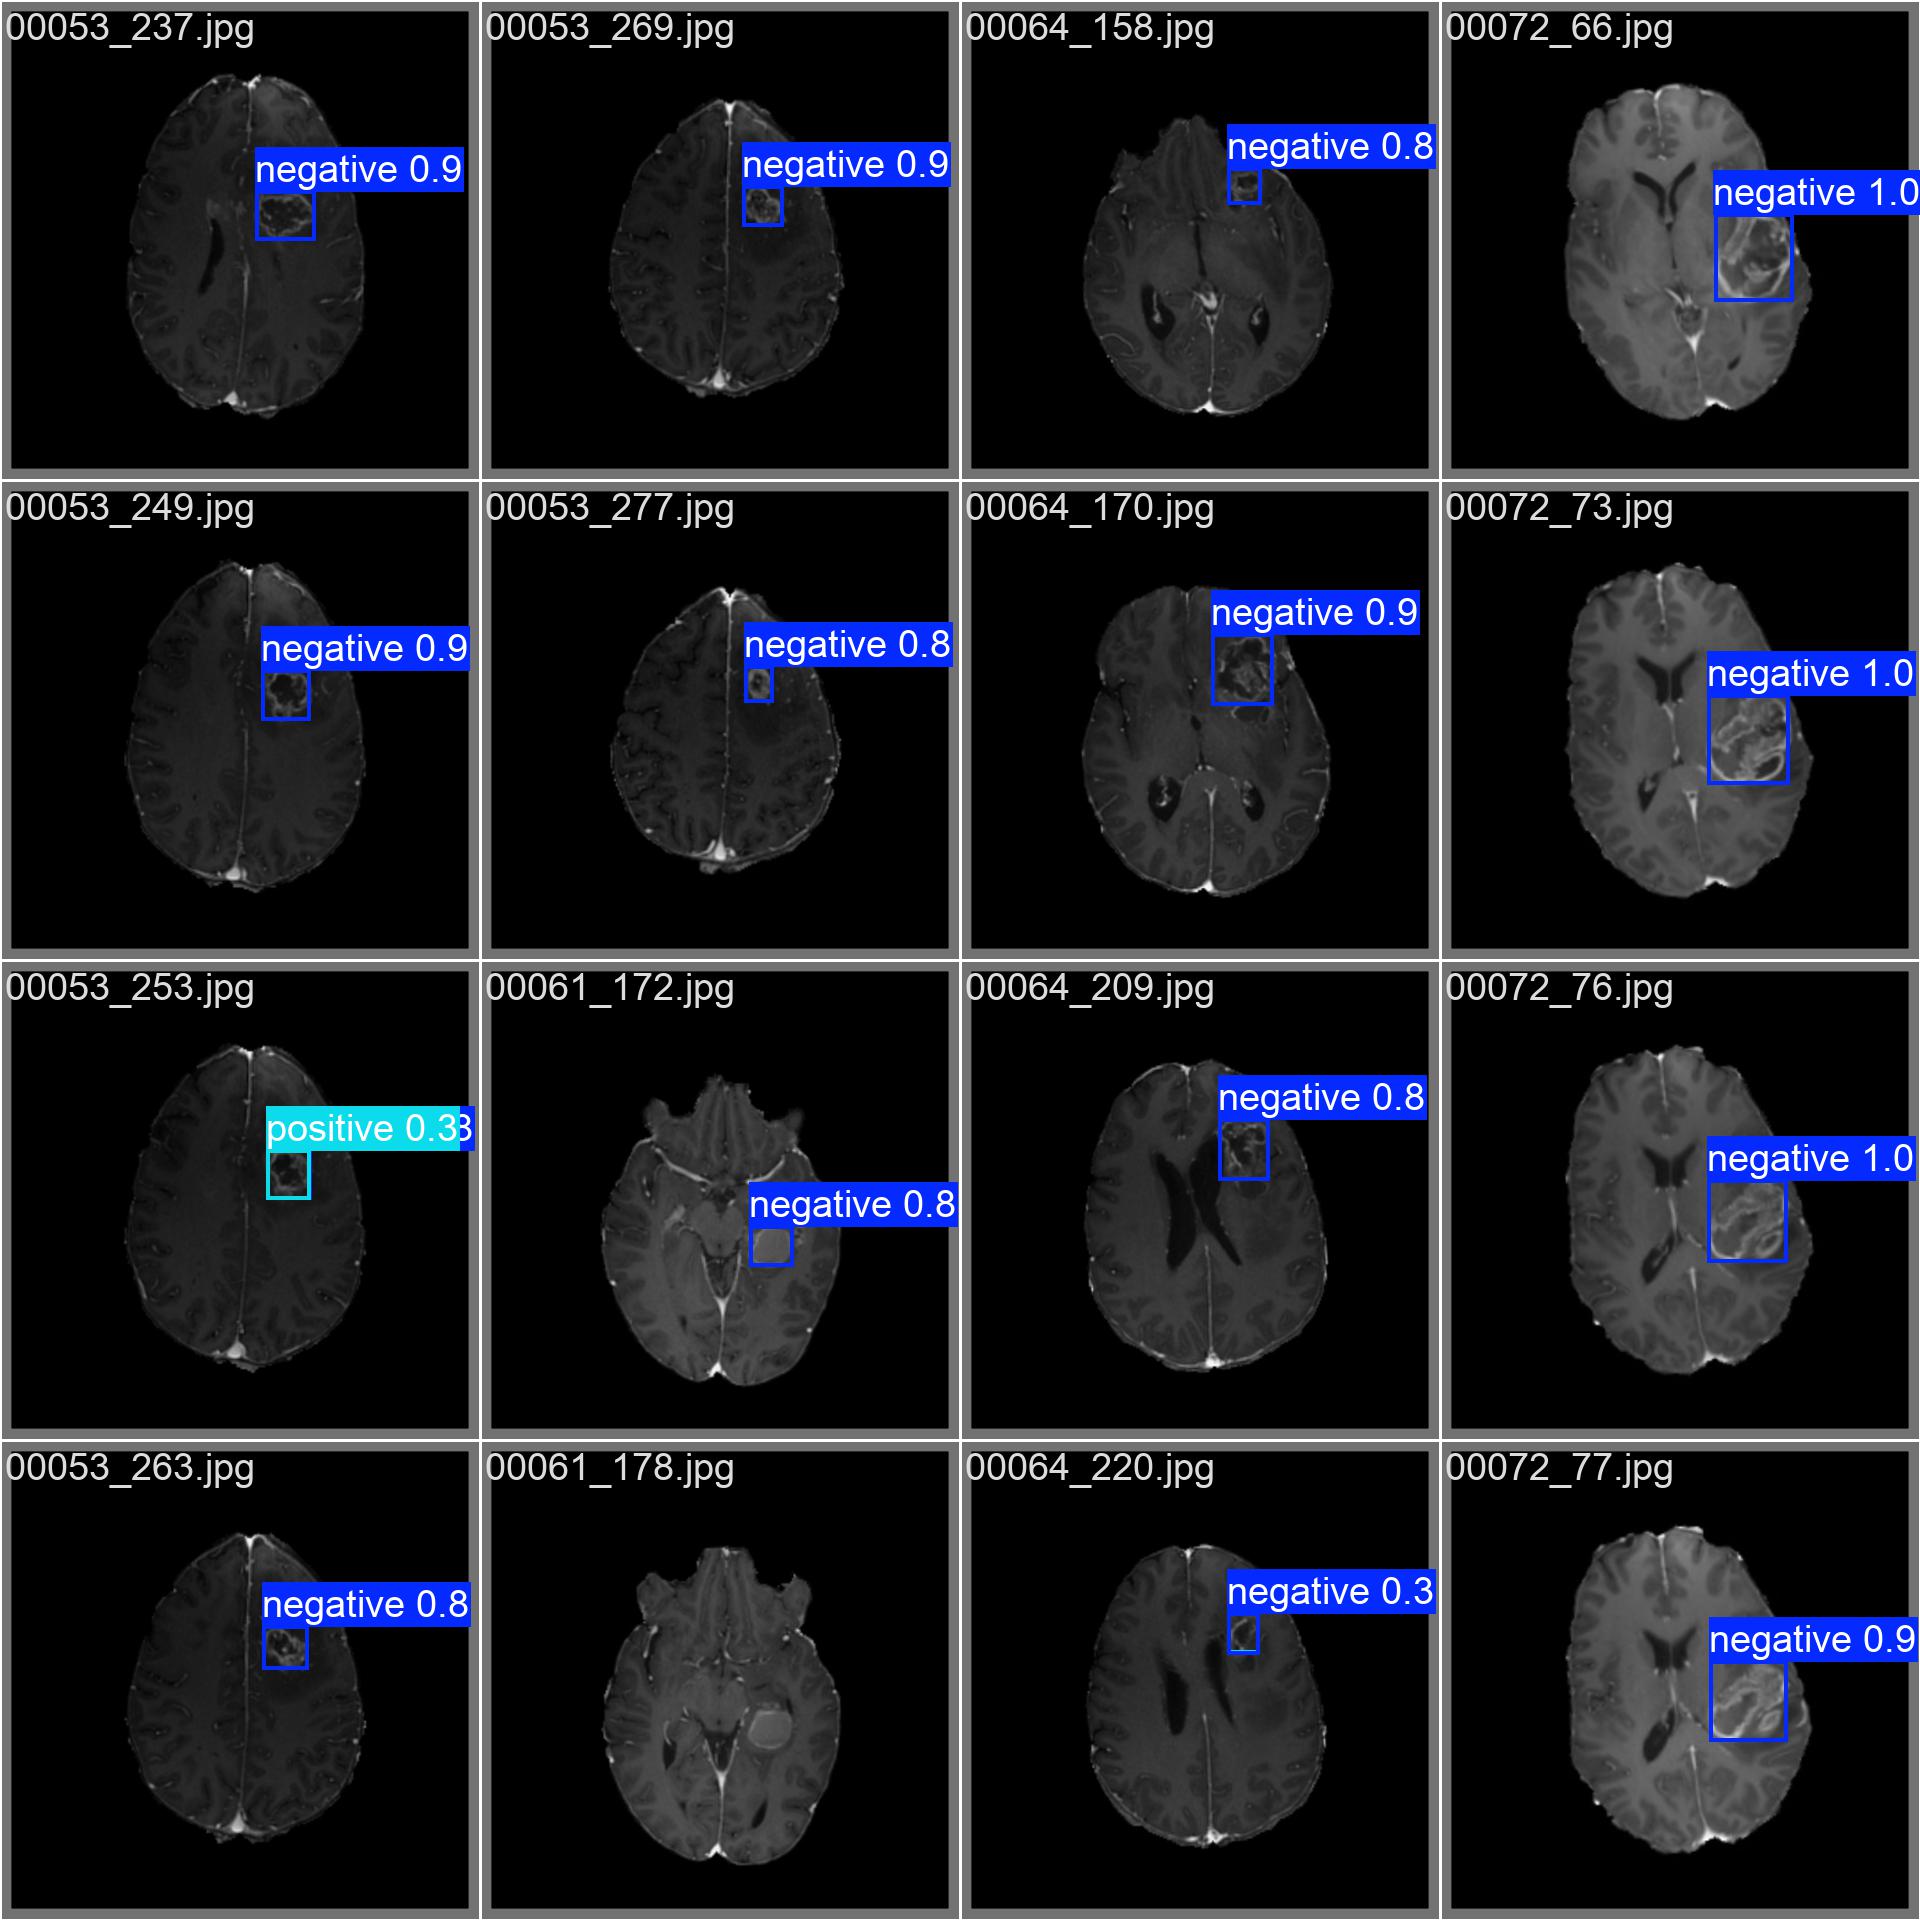 00053_237.jpg
negative 0.9
00053_269.jpg
negative 0.9
00064_158.jpg
negative 0.8
00072_66.jpg
negative 1.0
00053_249.jpg
negative 0.9
00053_277.jpg
negative 0.8
00064_170.jpg
negative 0.9
00072_73.jpg
negative 1.0
00053_253.jpg
positive 0.3
00061_172.jpg
negative 0.8
00064_209.jpg
negative 0.8
00072_76.jpg
negative 1.0
00053_263.jpg
negative 0.8
00061_178.jpg
00064_220.jpg
negative 0.3
00072_77.jpg
negative 0.9